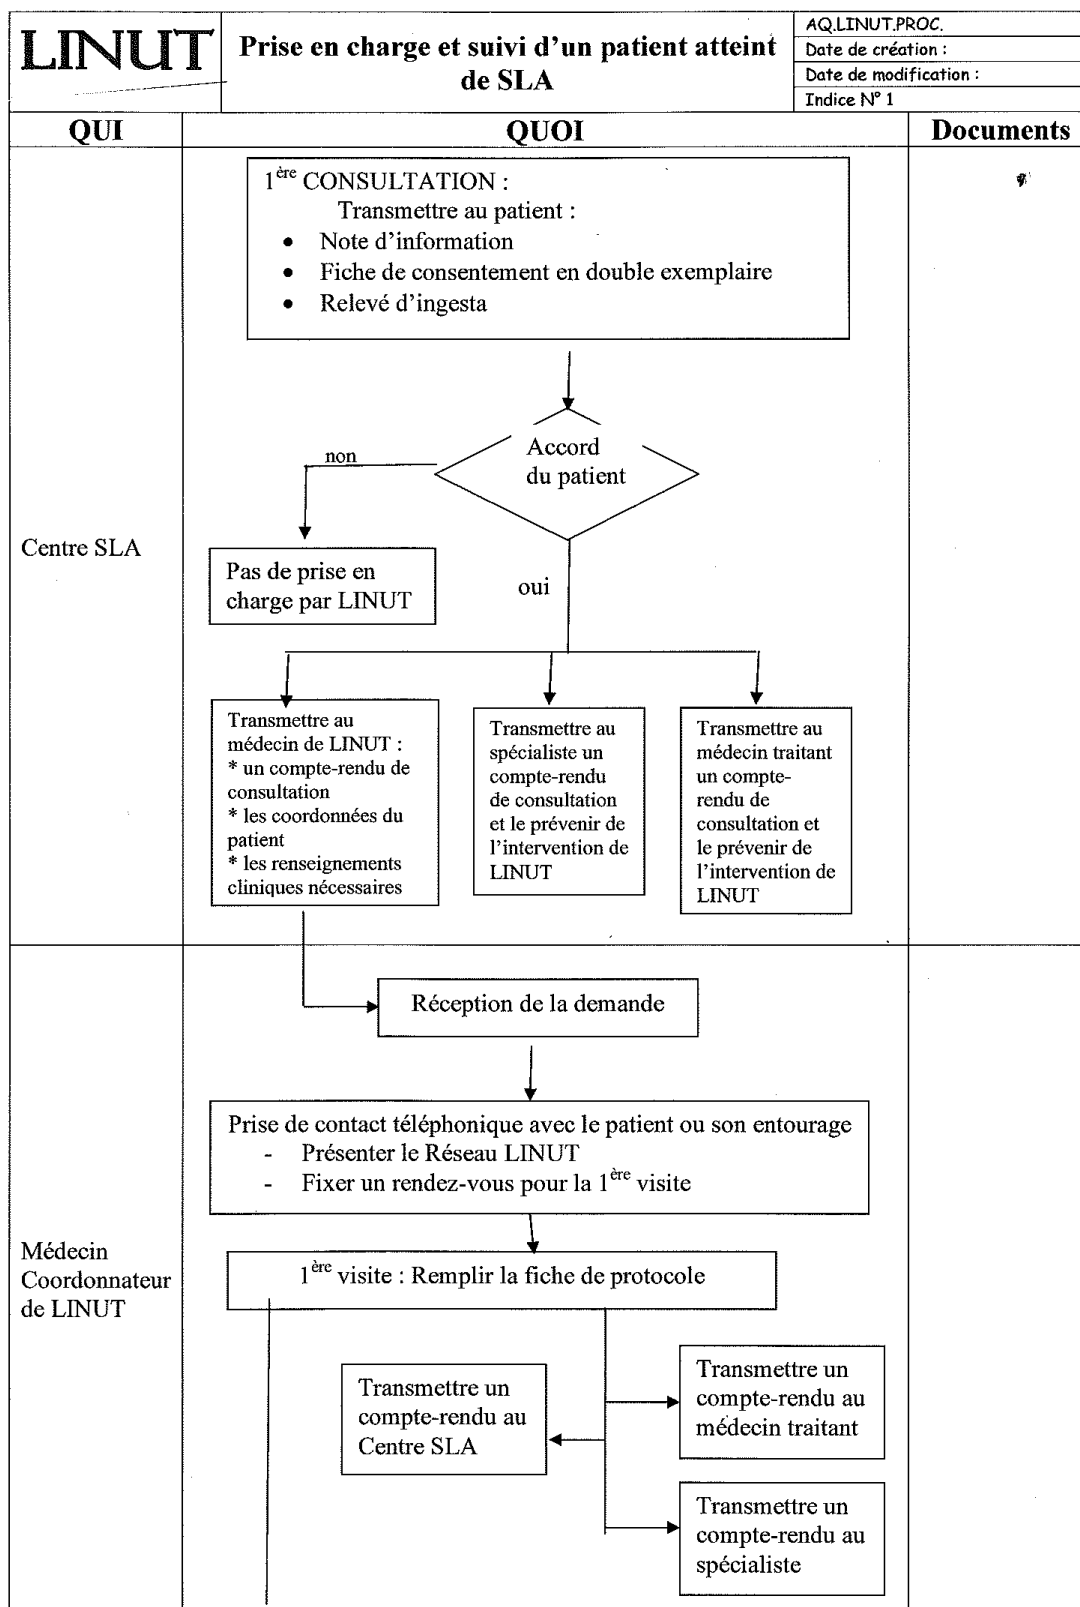 LINUT
Prise en charge et suivi d'un patient atteint
de SLA
AQ.LINUT.PROC.
Date de création :
Date de modification :
Indice N° 1
QUI
QUOI
Documents
1ère CONSULTATION :
Transmettre au patient :
• Note d'information
• Fiche de consentement en double exemplaire
• Relevé d'ingesta
Accord
du patient
non
Centre SLA
Pas de prise en
charge par LINUT
oui
Transmettre au
médecin de LINUT :
* un compte-rendu de
consultation
* les coordonnées du
patient
* les renseignements
cliniques nécessaires
Transmettre au
spécialiste un
compte-rendu
de consultation
et le prévenir de
l'intervention de
LINUT
Transmettre au
médecin traitant
un compte-
rendu de
consultation et
le prévenir de
l'intervention de
LINUT
Réception de la demande
Prise de contact téléphonique avec le patient ou son entourage
- Présenter le Réseau LINUT
- Fixer un rendez-vous pour la 1ère visite
Médecin
Coordonnateur
de LINUT
1ère visite : Remplir la fiche de protocole
Transmettre un
compte-rendu au
Centre SLA
Transmettre un
compte-rendu au
médecin traitant
Transmettre un
compte-rendu au
spécialiste